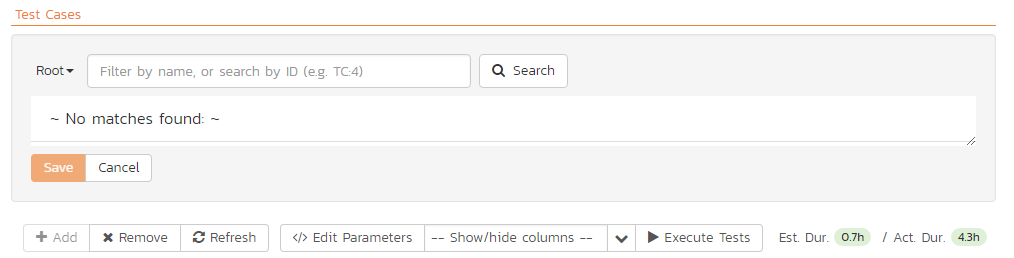 Test Cases
Root Filter by name, or search by ID (e.g. TC:4) Search
~ No matches found: ~
Save Cancel
Add Remove Refresh </> Edit Parameters -- Show/hide columns -- Execute Tests Est. Dur. 0.7h / Act. Dur. 4.3h